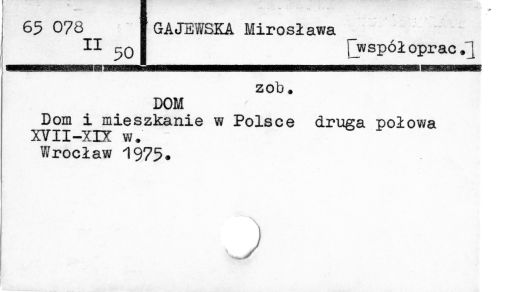 65 078
II 50
GAJEWSKA Mirosława
[współoprac.]
zob.
DOM
Dom i mieszkanie w Polsce druga połowa
XVII-XIX w.
Wrocław 1975.